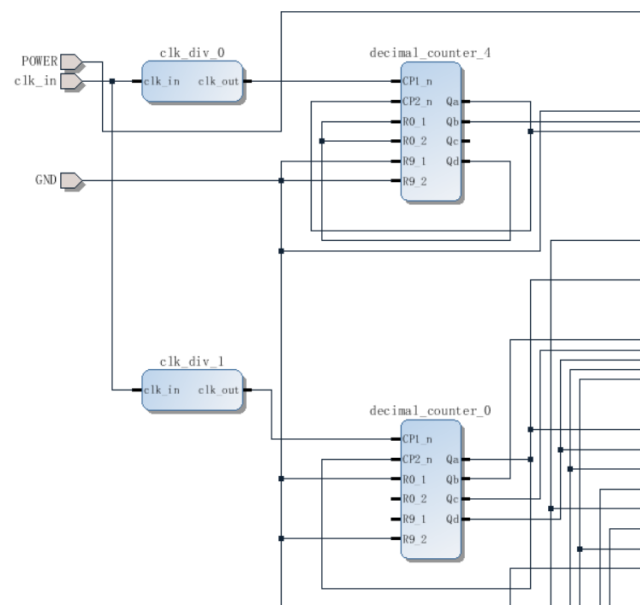 clk_div_0
decimal_counter_4
POWER
clk_in
clk_in clk_out
CP1_n
CP2_n Qa
R0_1 Qb
R0_2 Qc
R9_1 Qd
R9_2
GND
clk_div_1
clk_in clk_out
decimal_counter_0
CP1_n
CP2_n Qa
R0_1 Qb
R0_2 Qc
R9_1 Qd
R9_2